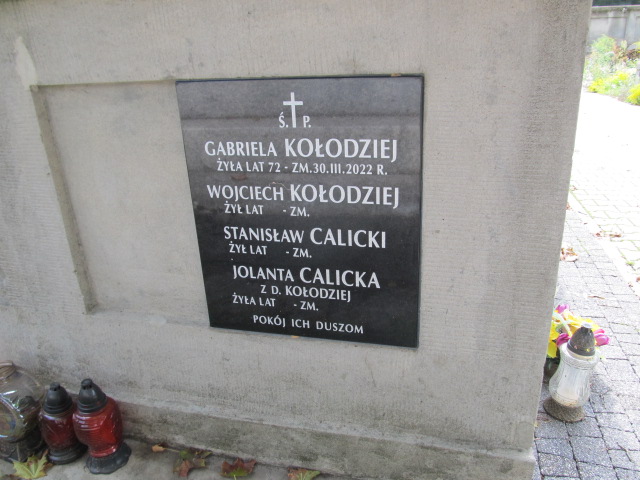 Ś. P.
GABRIELA KOŁODZIEJ
ŻYŁA LAT 72 - ZM.30.III.2022 R.
WOJCIECH KOŁODZIEJ
ŻYŁ LAT - ZM.
STANISŁAW CALICKI
ŻYŁ LAT - ZM.
JOLANTA CALICKA
Z D. KOŁODZIEJ
ŻYŁA LAT - ZM.
POKÓJ ICH DUSZOM